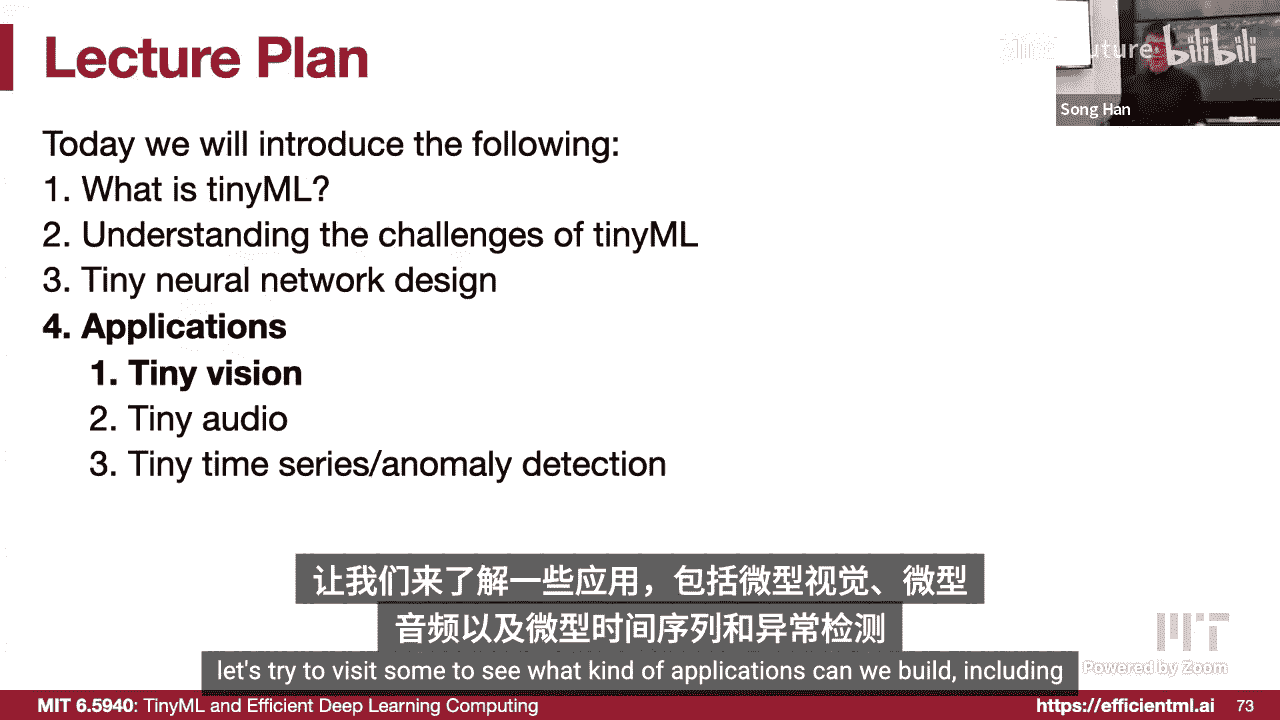 Lecture Plan
bilibili
Song Han
Today we will introduce the following:
1. What is tinyML?
2. Understanding the challenges of tinyML
3. Tiny neural network design
4. Applications
1. Tiny vision
2. Tiny audio
3. Tiny time series/anomaly detection
让我们来了解一些应用，包括微型视觉、微型
音频以及微型时间序列和异常检测
let's try to visit some to see what kind of applications can we build, including
MIT
Powered by Zoom
MIT 6.5940: TinyML and Efficient Deep Learning Computing
https://efficientml.ai
73